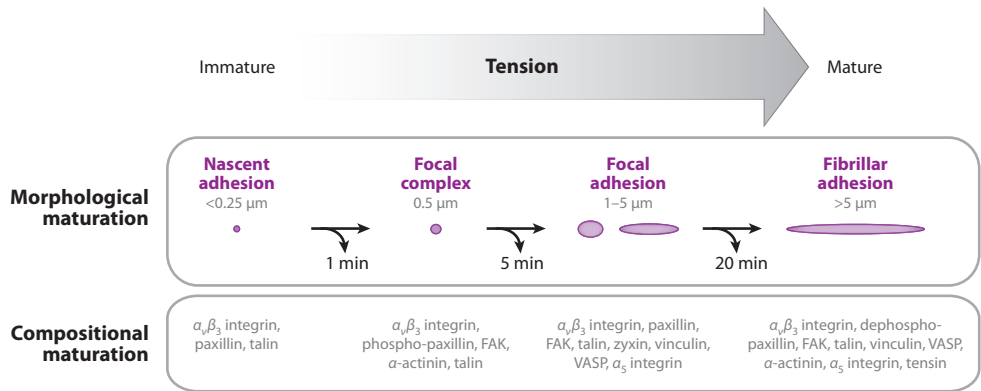 Immature
Tension
Mature
Morphological
maturation
Nascent
adhesion
<0.25 μm
Focal
complex
0.5 μm
Focal
adhesion
1–5 μm
Fibrillar
adhesion
>5 μm
1 min
5 min
20 min
Compositional
maturation
αvβ3 integrin,
paxillin, talin
αvβ3 integrin,
phospho-paxillin, FAK,
α-actinin, talin
αvβ3 integrin, paxillin,
FAK, talin, zyxin, vinculin,
VASP, α5 integrin
αvβ3 integrin, dephospho-
paxillin, FAK, talin, vinculin, VASP,
α-actinin, α5 integrin, tensin